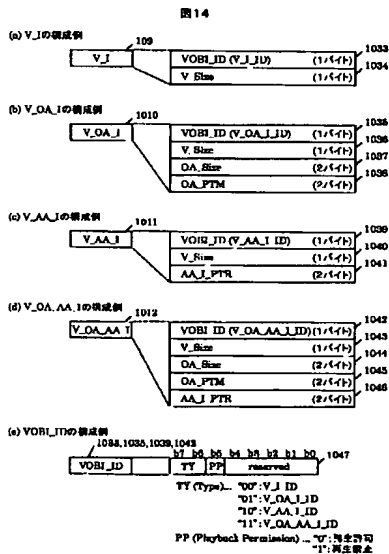 図14
(a) V_Iの構成例
109
V_I
VOBI_ID (V_I_ID) (1バイト) 1033
V_Size (1バイト) 1034
(b) V_OA_Iの構成例
1010
V_OA_I
VOBI_ID (V_OA_I_ID) (1バイト) 1035
V_Size (1バイト) 1036
OA_Size (2バイト) 1037
OA_PTM (2バイト) 1038
(c) V_AA_Iの構成例
1011
V_AA_I
VOBI_ID (V_AA_I_ID) (1バイト) 1039
V_Size (1バイト) 1040
AA_I_PTR (2バイト) 1041
(d) V_OA_AA_Iの構成例
1012
V_OA_AA_I
VOBI_ID (V_OA_AA_I_ID) (1バイト) 1042
V_Size (1バイト) 1043
OA_Size (2バイト) 1044
OA_PTM (2バイト) 1045
AA_I_PTR (2バイト) 1046
(e) VOBI_IDの構成例
1033,1035,1039,1042
b7 b6 b5 b4 b3 b2 b1 b0
VOBI_ID TY PP reserved 1047
TY (Type)... "00":V_I_ID
"01":V_OA_I_ID
"10":V_AA_I_ID
"11":V_OA_AA_I_ID
PP (Playback Permission) ... "0":再生許可
"1":再生禁止